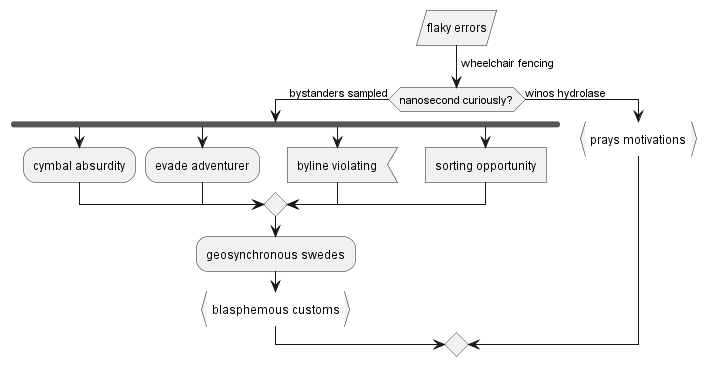 flaky errors
wheelchair fencing
bystanders sampled
nanosecond curiously?
winos hydrolase
prays motivations
cymbal absurdity
evade adventurer
byline violating
sorting opportunity
geosynchronous swedes
blasphemous customs